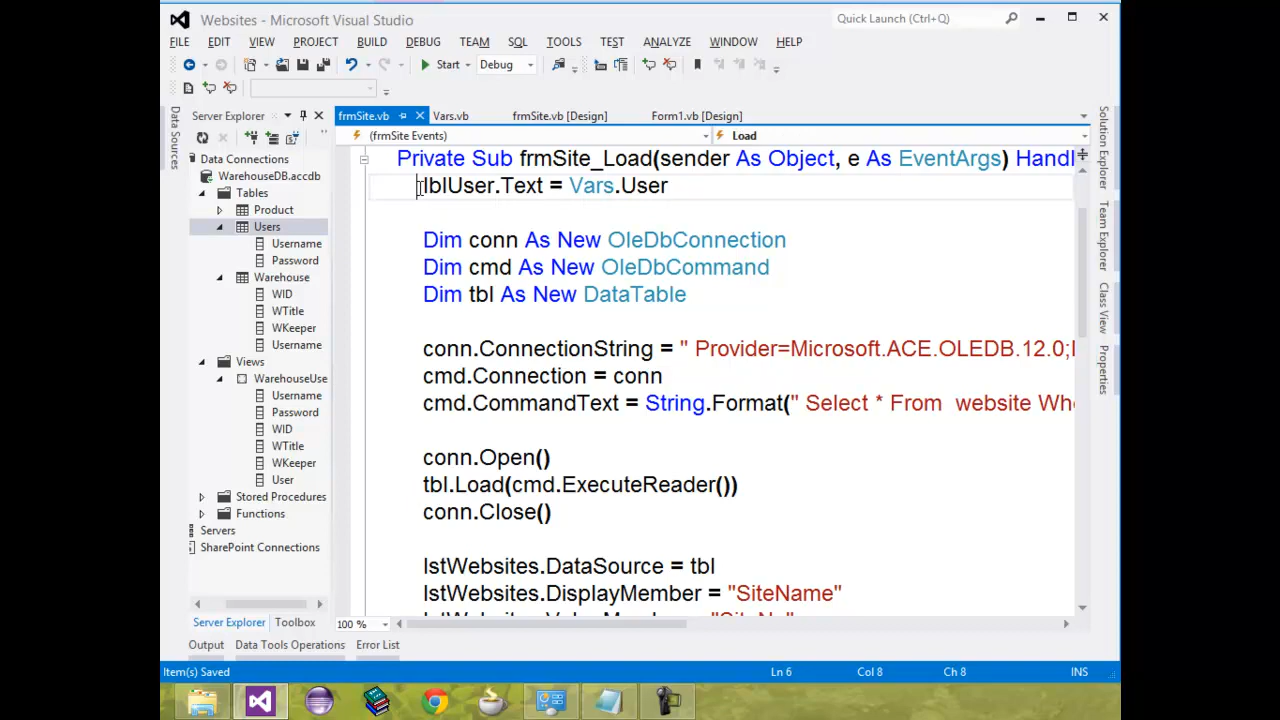 Websites - Microsoft Visual Studio
Quick Launch (Ctrl+Q)
FILE EDIT VIEW PROJECT BUILD DEBUG TEAM SQL TOOLS TEST ANALYZE WINDOW HELP
Start Debug
Data Sources
Server Explorer
Data Connections
WarehouseDB.accdb
Tables
Product
Users
Username
Password
Warehouse
WID
WTitle
WKeeper
Username
Views
WarehouseUse
Username
Password
WID
WTitle
WKeeper
User
Stored Procedures
Functions
Servers
SharePoint Connections
Server Explorer Toolbox
frmSite.vb Vars.vb frmSite.vb [Design] Form1.vb [Design]
(frmSite Events) Load
Private Sub frmSite_Load(sender As Object, e As EventArgs) Handl
lblUser.Text = Vars.User
Dim conn As New OleDbConnection
Dim cmd As New OleDbCommand
Dim tbl As New DataTable
conn.ConnectionString = " Provider=Microsoft.ACE.OLEDB.12.0;
cmd.Connection = conn
cmd.CommandText = String.Format(" Select * From website Whe
conn.Open()
tbl.Load(cmd.ExecuteReader())
conn.Close()
lstWebsites.DataSource = tbl
lstWebsites.DisplayMember = "SiteName"
100 %
Solution Explorer
Team Explorer
Class View
Properties
Output Data Tools Operations Error List
Item(s) Saved Ln 6 Col 8 Ch 8 INS